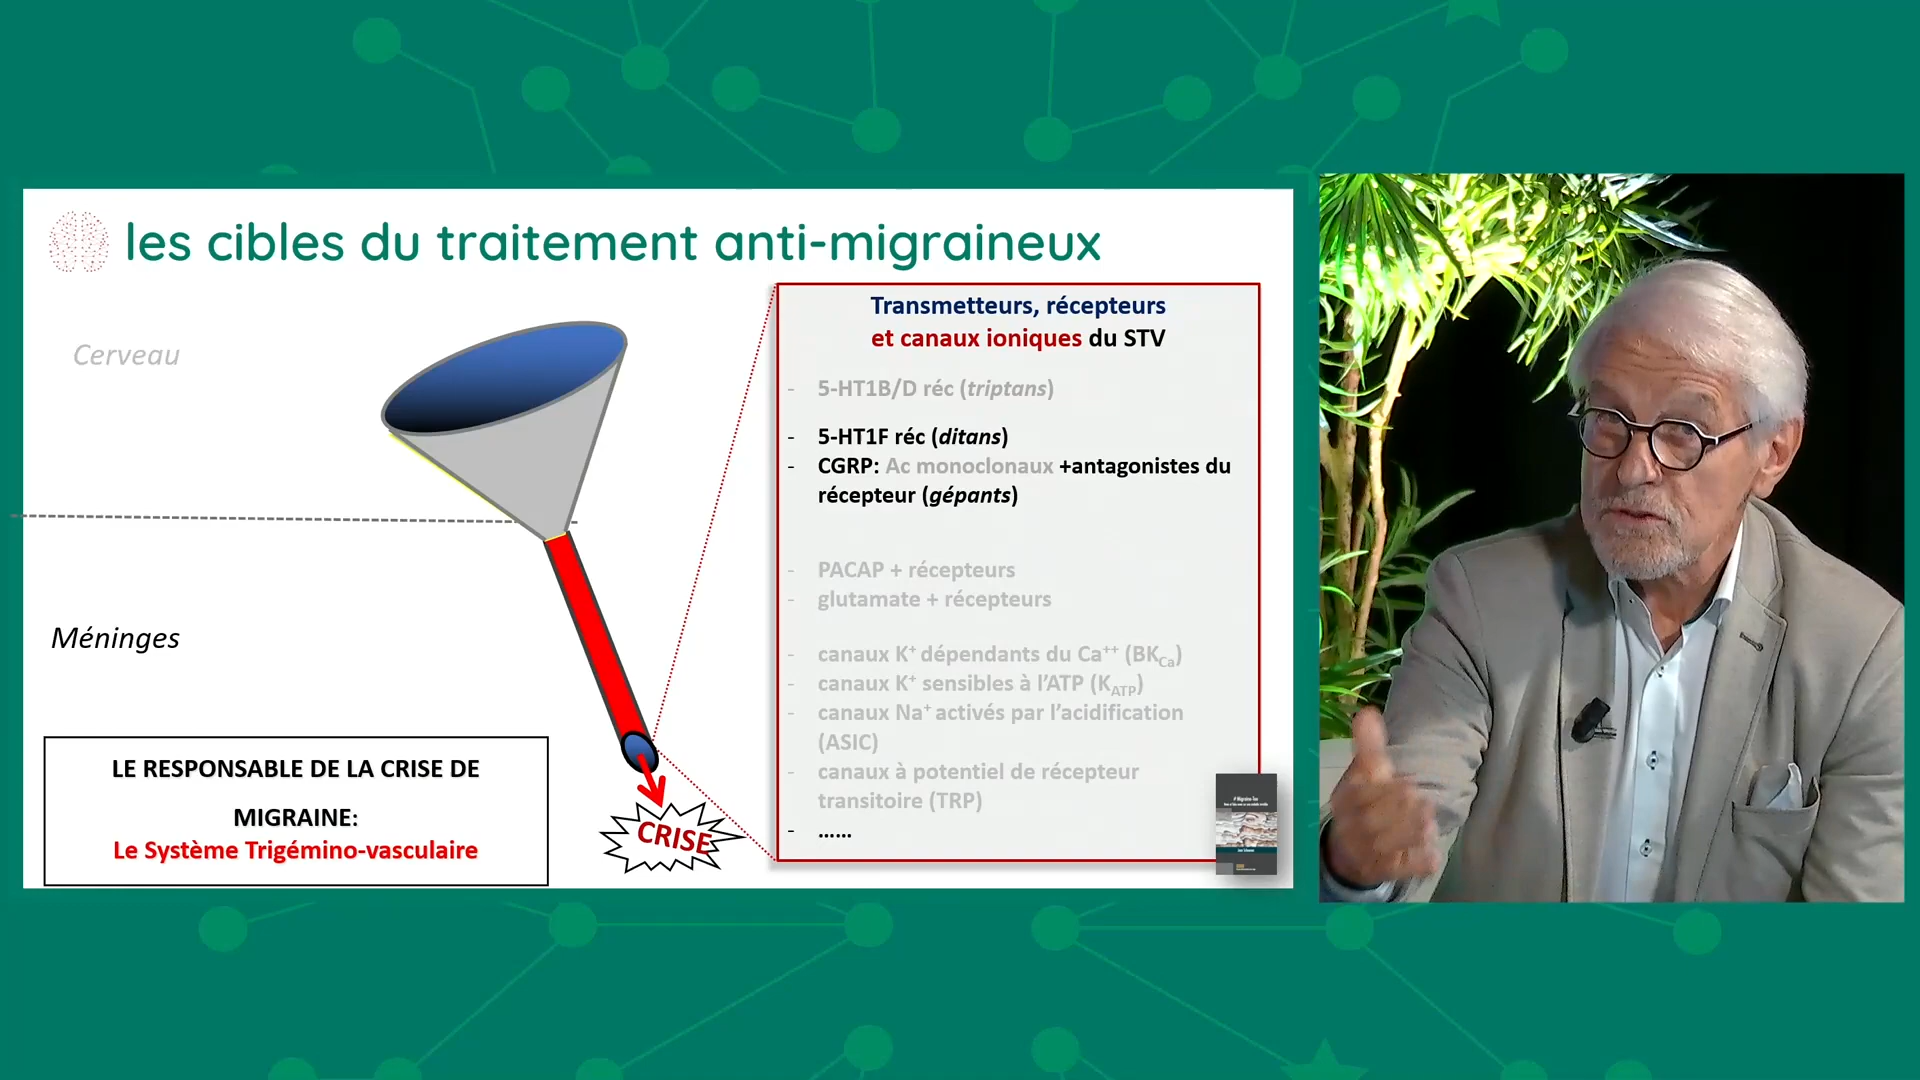 les cibles du traitement anti-migraineux
Cerveau
Méninges
LE RESPONSABLE DE LA CRISE DE
MIGRAINE:
Le Système Trigémino-vasculaire
CRISE
Transmetteurs, récepteurs
et canaux ioniques du STV
- 5-HT1B/D réc (triptans)
- 5-HT1F réc (ditans)
- CGRP: Ac monoclonaux +antagonistes du
récepteur (gépants)
- PACAP + récepteurs
- glutamate + récepteurs
- canaux K⁺ dépendants du Ca⁺⁺ (BKCa)
- canaux K⁺ sensibles à l’ATP (KATP)
- canaux Na⁺ activés par l’acidification
(ASIC)
- canaux à potentiel de récepteur
transitoire (TRP)
- ……